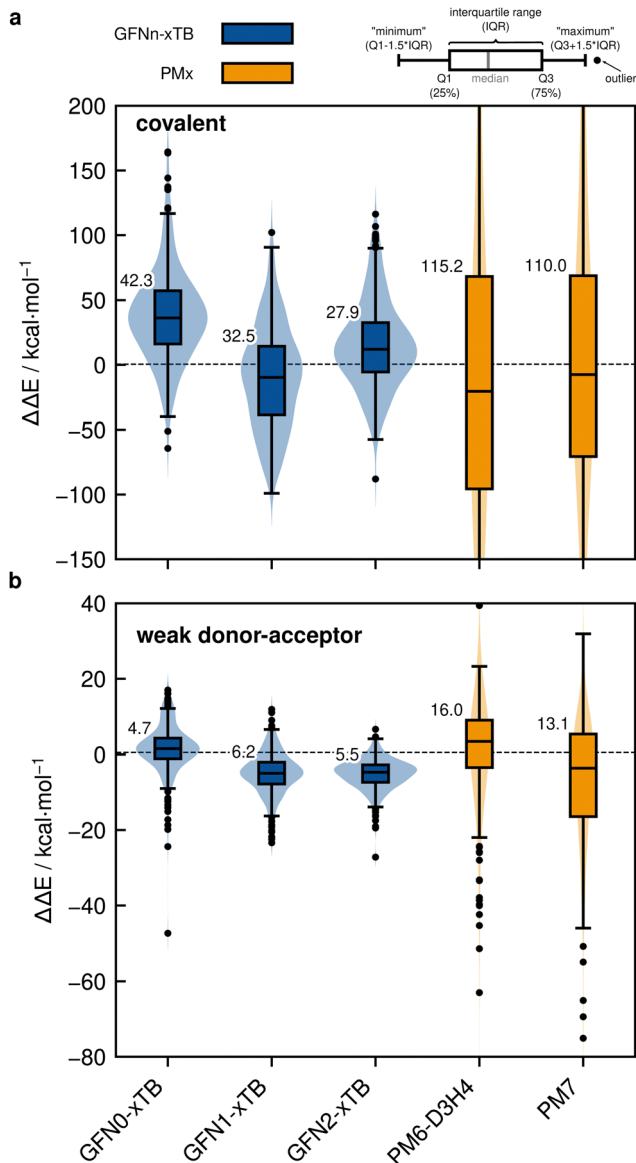 a
GFNn-xTB
PMx
interquartile range
(IQR)
"minimum"
(Q1-1.5*IQR)
"maximum"
(Q3+1.5*IQR)
Q1
(25%)
median
Q3
(75%)
outlier
covalent
200
150
100
50
0
−50
−100
−150
ΔΔE / kcal·mol⁻¹
42.3
32.5
27.9
115.2
110.0
b
weak donor-acceptor
40
20
0
−20
−40
−60
−80
ΔΔE / kcal·mol⁻¹
4.7
6.2
5.5
16.0
13.1
GFN0-xTB
GFN1-xTB
GFN2-xTB
PM6-D3H4
PM7